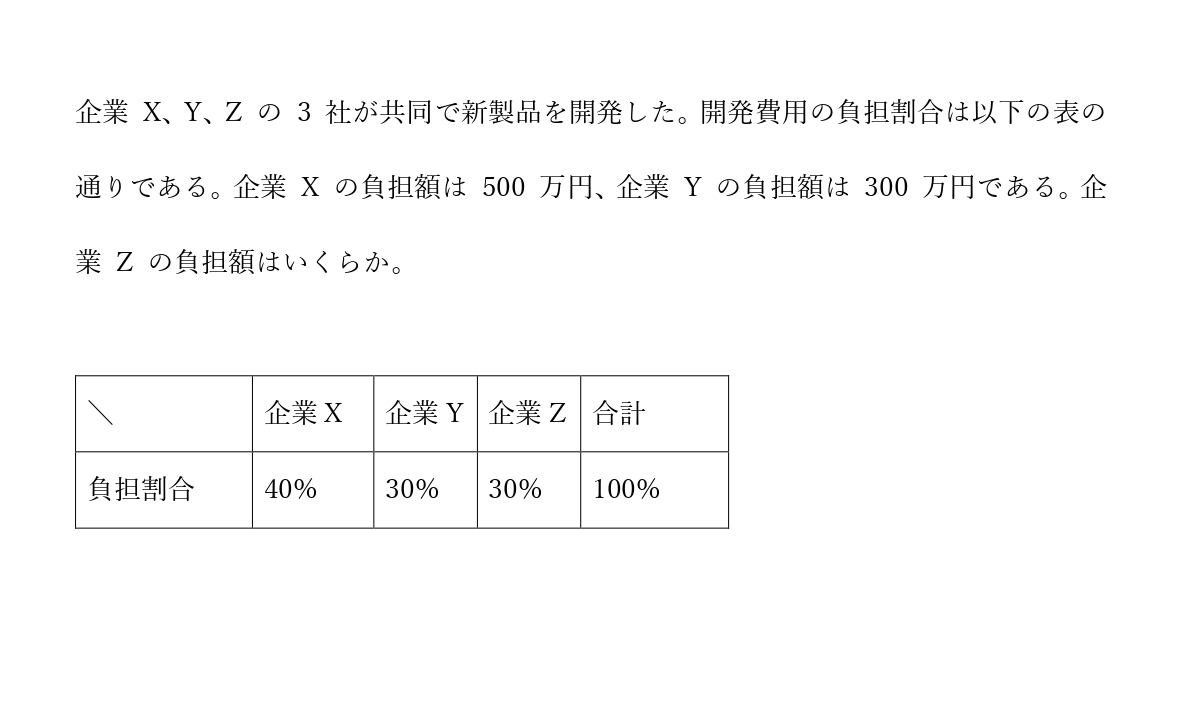 企業 X、Y、Z の 3 社が共同で新製品を開発した。開発費用の負担割合は以下の表の
通りである。企業 X の負担額は 500 万円、企業 Y の負担額は 300 万円である。企
業 Z の負担額はいくらか。
＼ 企業 X 企業 Y 企業 Z 合計
負担割合 40% 30% 30% 100%